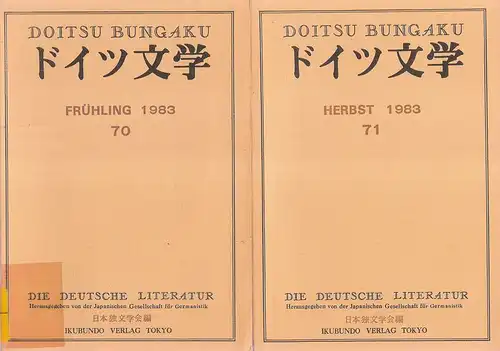 DOITSU BUNGAKU
ドイツ文学
FRÜHLING 1983
70
DIE DEUTSCHE LITERATUR
Herausgegeben von der Japanischen Gesellschaft für Germanistik
日本独文学会編
IKUBUNDO VERLAG TOKYO
DOITSU BUNGAKU
ドイツ文学
HERBST 1983
71
DIE DEUTSCHE LITERATUR
Herausgegeben von der Japanischen Gesellschaft für Germanistik
日本独文学会編
IKUBUNDO VERLAG TOKYO